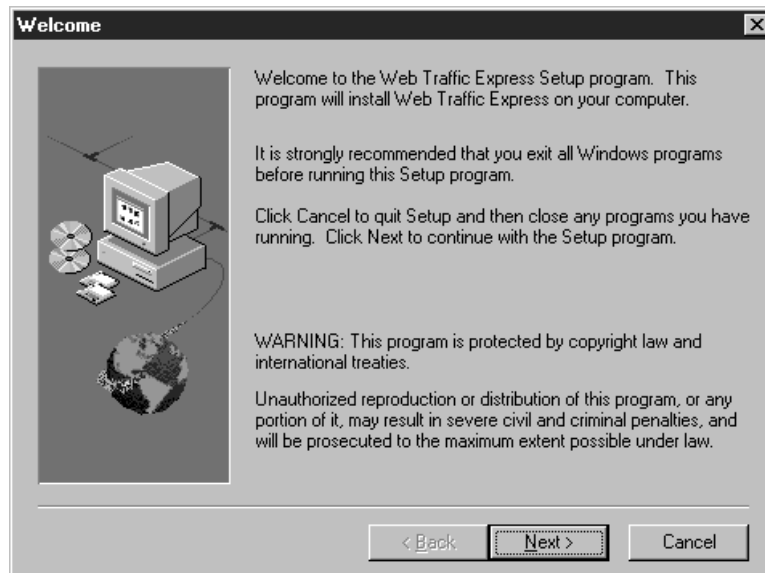 Welcome
Welcome to the Web Traffic Express Setup program. This
program will install Web Traffic Express on your computer.
It is strongly recommended that you exit all Windows programs
before running this Setup program.
Click Cancel to quit Setup and then close any programs you have
running. Click Next to continue with the Setup program.
WARNING: This program is protected by copyright law and
international treaties.
Unauthorized reproduction or distribution of this program, or any
portion of it, may result in severe civil and criminal penalties, and
will be prosecuted to the maximum extent possible under law.
< Back
Next >
Cancel